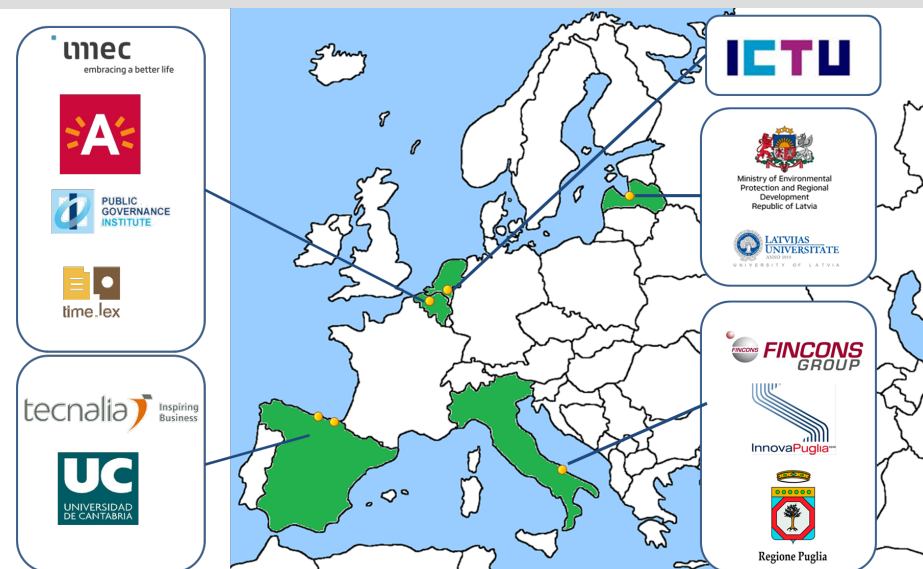 imec
embracing a better life
A
PUBLIC
GOVERNANCE
INSTITUTE
time.lex
tecnalia Inspiring
Business
UC
UNIVERSIDAD
DE CANTABRIA
ICTU
Ministry of Environmental
Protection and Regional
Development
Republic of Latvia
LATVIJAS
UNIVERSITATE
ANNO 1919
UNIVERSITY OF LATVIA
FINCONS FINCONS
GROUP
InnovaPuglia
Regione Puglia